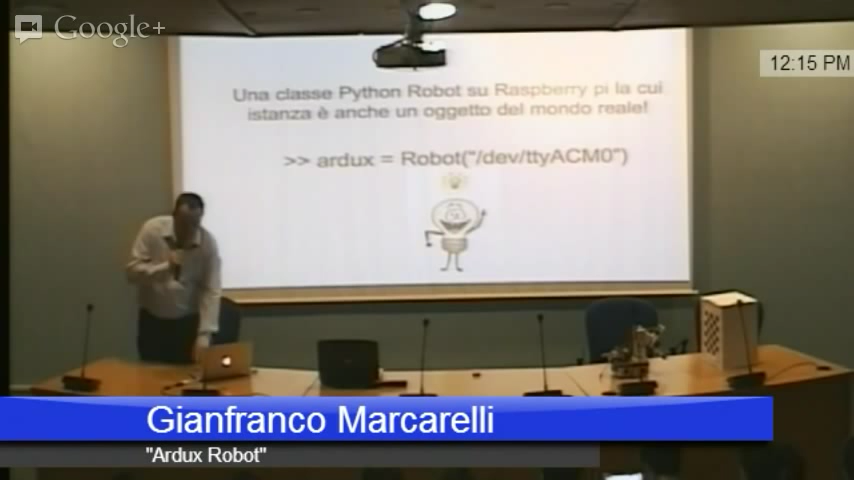 Google+
12:15 PM
Una classe Python Robot su Raspberry pi la cui
istanza è anche un oggetto del mondo reale!
>> ardux = Robot("/dev/ttyACM0")
Gianfranco Marcarelli
"Ardux Robot"